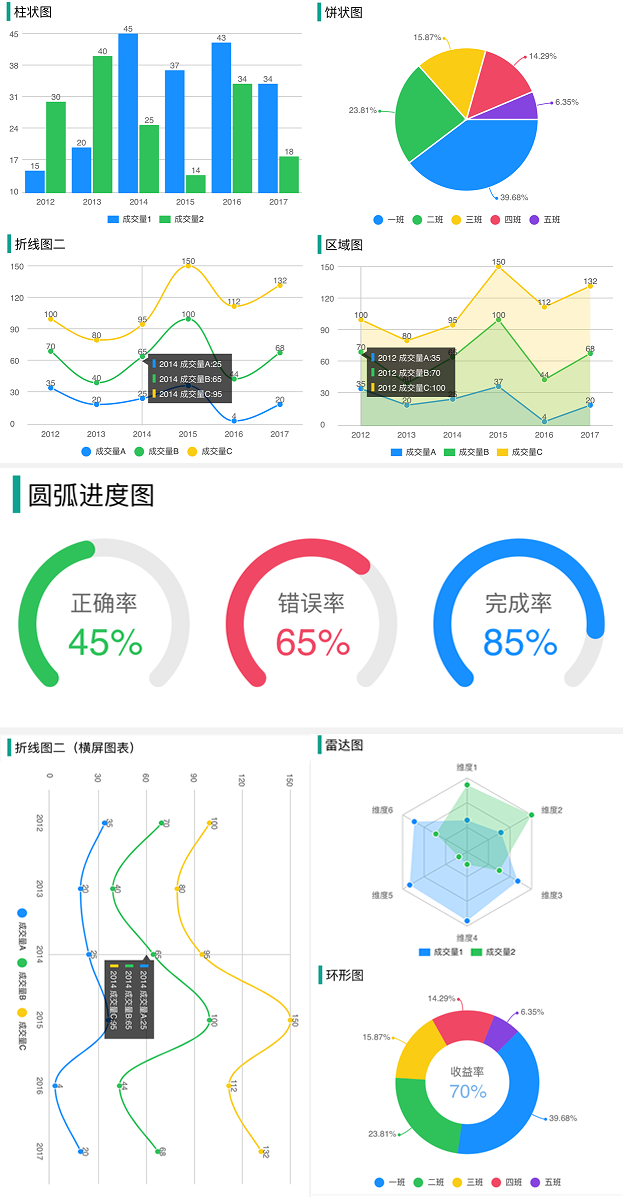 柱状图
45
38
31
24
17
10
15
30
20
40
45
25
37
14
43
34
34
18
2012
2013
2014
2015
2016
2017
成交量1
成交量2
饼状图
15.87%
14.29%
6.35%
23.81%
39.68%
一班
二班
三班
四班
五班
折线图二
150
120
90
60
30
0
100
80
95
150
112
132
70
40
65
100
44
68
35
20
25
4
20
2014 成交量A:25
2014 成交量B:65
2014 成交量C:95
2012
2013
2014
2015
2016
2017
成交量A
成交量B
成交量C
区域图
150
120
90
60
30
0
100
80
95
150
112
132
70
65
100
44
68
35
20
25
37
4
20
2012 成交量A:35
2012 成交量B:70
2012 成交量C:100
2012
2013
2014
2015
2016
2017
成交量A
成交量B
成交量C
圆弧进度图
正确率
45%
错误率
65%
完成率
85%
折线图二（横屏图表）
0
30
60
90
120
150
2012
2013
2014
2015
2016
2017
35
70
100
20
40
80
25
65
95
100
150
4
44
112
20
68
132
2014 成交量A:25
2014 成交量B:65
2014 成交量C:95
成交量A
成交量B
成交量C
雷达图
维度1
维度2
维度3
维度4
维度5
维度6
成交量1
成交量2
环形图
14.29%
6.35%
15.87%
23.81%
39.68%
收益率
70%
一班
二班
三班
四班
五班